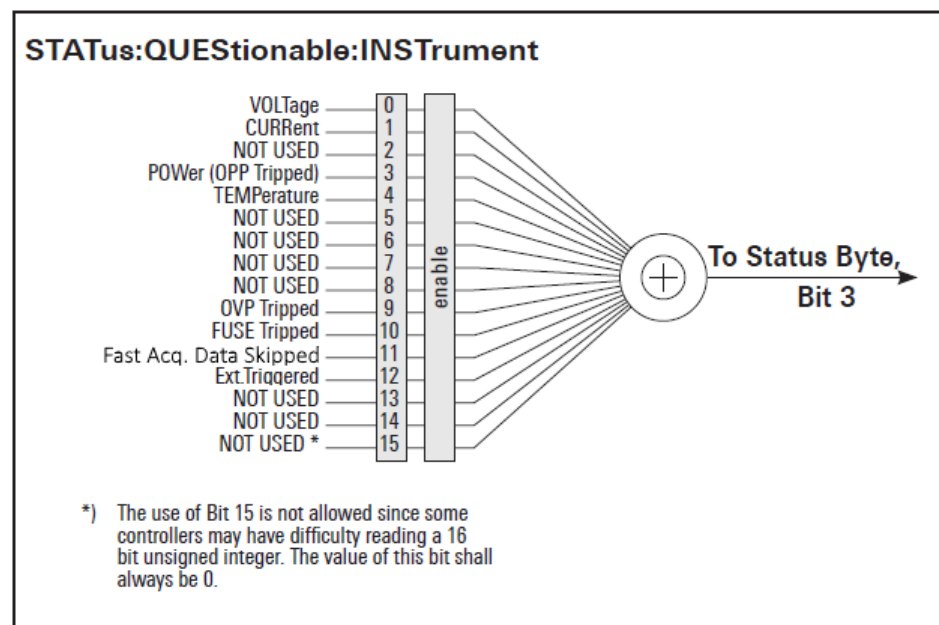 STATus:QUEStionable:INSTrument
VOLTage 0
CURRent 1
NOT USED 2
POWer (OPP Tripped) 3
TEMPerature 4
NOT USED 5
NOT USED 6
NOT USED 7
NOT USED 8
OVP Tripped 9
FUSE Tripped 10
Fast Acq. Data Skipped 11
Ext.Triggered 12
NOT USED 13
NOT USED 14
NOT USED * 15
enable
To Status Byte,
Bit 3
*) The use of Bit 15 is not allowed since some
controllers may have difficulty reading a 16
bit unsigned integer. The value of this bit shall
always be 0.